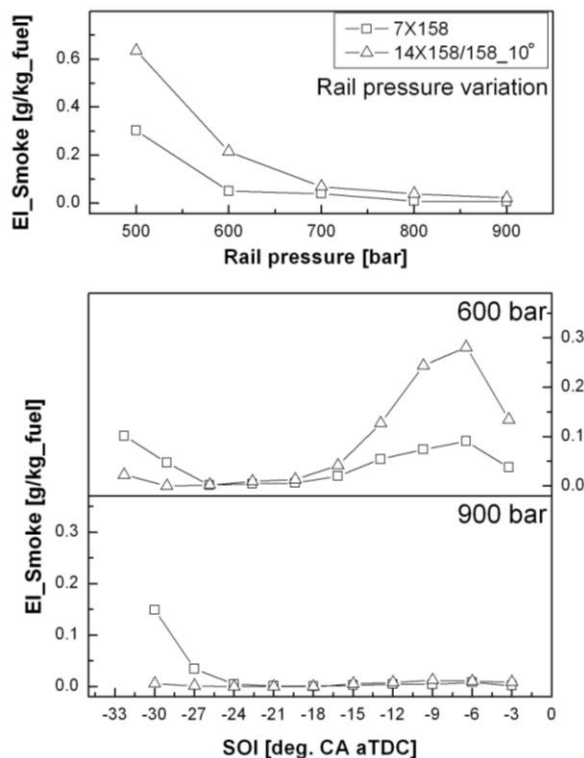 7X158
14X158/158_10°
Rail pressure variation
EI_Smoke [g/kg_fuel]
0.6
0.4
0.2
0.0
500 600 700 800 900
Rail pressure [bar]
600 bar
0.3
0.2
0.1
0.0
900 bar
EI_Smoke [g/kg_fuel]
0.3
0.2
0.1
0.0
-33 -30 -27 -24 -21 -18 -15 -12 -9 -6 -3 0
SOI [deg. CA aTDC]